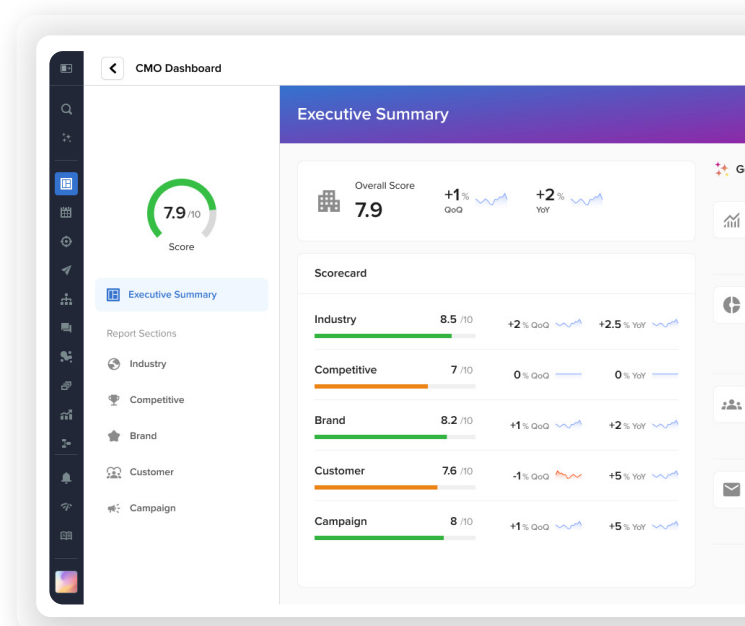 CMO Dashboard
Executive Summary
7.9 /10
Score
Executive Summary
Report Sections
Industry
Competitive
Brand
Customer
Campaign
Overall Score
7.9
+1 %
QoQ
+2 %
YoY
Scorecard
Industry 8.5 /10 +2 % QoQ +2.5 % YoY
Competitive 7 /10 0 % QoQ 0 % YoY
Brand 8.2 /10 +1 % QoQ +2 % YoY
Customer 7.6 /10 -1 % QoQ +5 % YoY
Campaign 8 /10 +1 % QoQ +5 % YoY